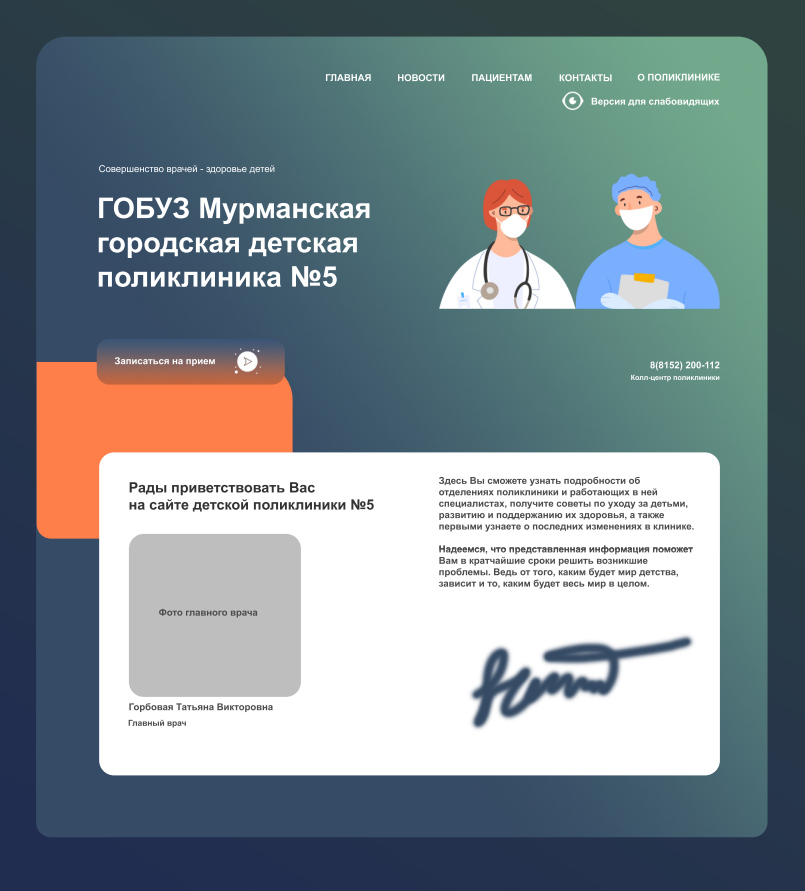 ГЛАВНАЯ НОВОСТИ ПАЦИЕНТАМ КОНТАКТЫ О ПОЛИКЛИНИКЕ
Версия для слабовидящих
Совершенство врачей - здоровье детей
ГОБУЗ Мурманская
городская детская
поликлиника №5
Записаться на прием
8(8152) 200-112
Колл-центр поликлиники
Рады приветствовать Вас
на сайте детской поликлиники №5
Фото главного врача
Горбовая Татьяна Викторовна
Главный врач
Здесь Вы сможете узнать подробности об
отделениях поликлиники и работающих в ней
специалистах, получите советы по уходу за детьми,
развитию и поддержанию их здоровья, а также
первыми узнаете о последних изменениях в клинике.
Надеемся, что представленная информация поможет
Вам в кратчайшие сроки решить возникшие
проблемы. Ведь от того, каким будет мир детства,
зависит и то, каким будет весь мир в целом.